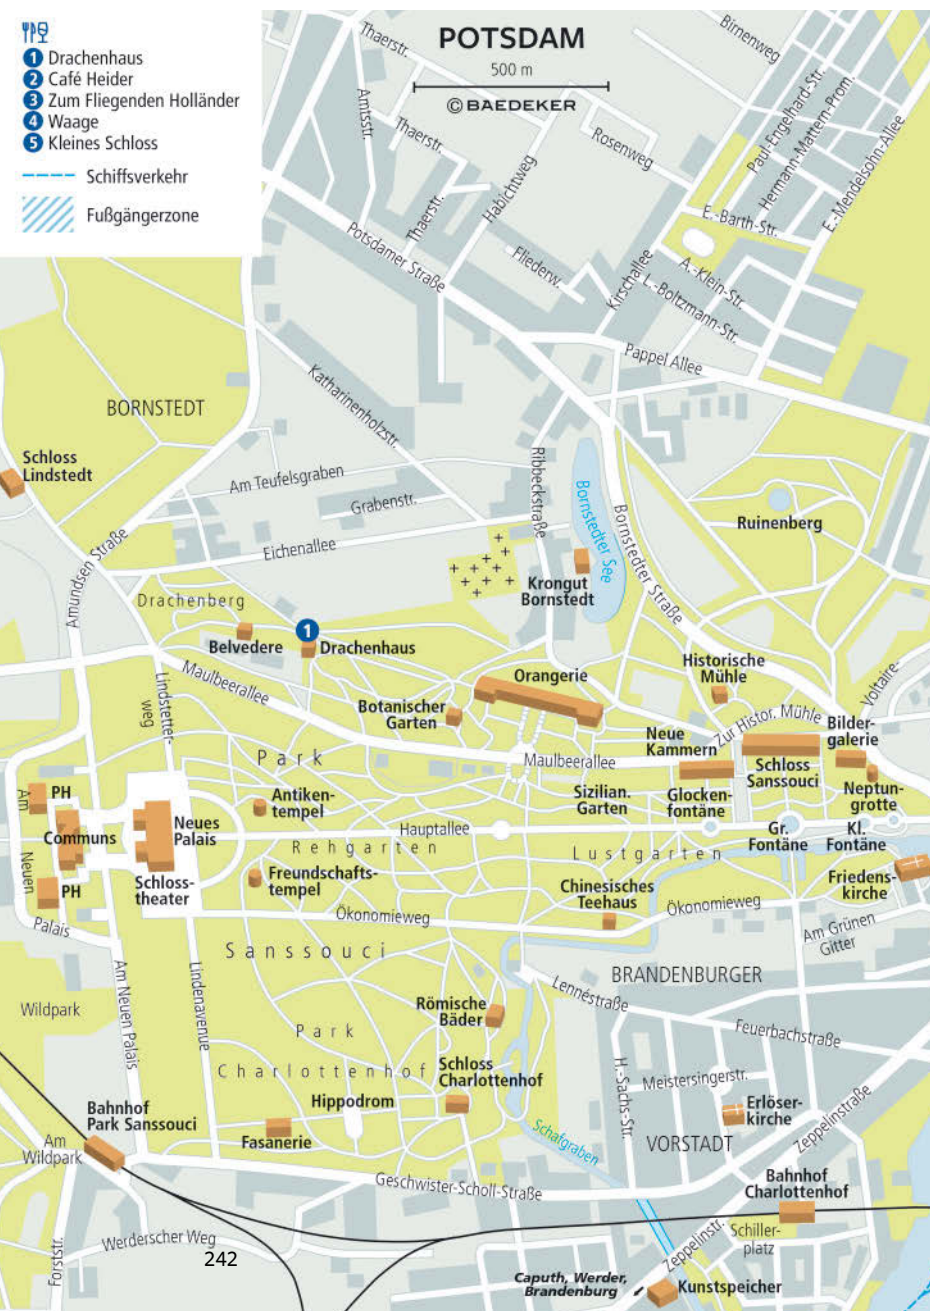 POTSDAM
500 m
© BAEDEKER
1 Drachenhaus
2 Café Heider
3 Zum Fliegenden Holländer
4 Waage
5 Kleines Schloss
Schiffsverkehr
Fußgängerzone
Thaerstr.
Birnenweg
Amtsstr.
Thaerstr.
Rosenweg
Paul-Engelhard-Str.
Hermann-Mattern-Prom.
E.-Mendelsohn-Allee
Habichtweg
Thaerstr.
E.-Barth-Str.
Potsdamer Straße
Fliederw.
Kirschallee
A.-Klein-Str.
L.-Boltzmann-Str.
Pappel Allee
Katharinenholzstr.
BORNSTEDT
Schloss
Lindstedt
Am Teufelsgraben
Grabenstr.
Eichenallee
Ribbeckstraße
Bornstedter See
Bornstedter Straße
Ruinenberg
Amundsen Straße
Krongut
Bornstedt
Drachenberg
Belvedere
1
Drachenhaus
Maulbeerallee
Lindstetter-
weg
Orangerie
Historische
Mühle
Voltaire-
Botanischer
Garten
Neue
Kammern
Zur Histor. Mühle
Bilder-
galerie
Park
Maulbeerallee
Schloss
Sanssouci
Sizilian.
Garten
Glocken-
fontäne
Neptun-
grotte
Am
PH
Antiken-
tempel
Communs
Neues
Palais
Hauptallee
Gr.
Fontäne
Kl.
Fontäne
Rehgarten
Lustgarten
Neuen
PH
Schloss-
theater
Freundschafts-
tempel
Chinesisches
Teehaus
Friedens-
kirche
Palais
Ökonomieweg
Ökonomieweg
Am Grünen
Gitter
Sanssouci
Am Neuen Palais
Lindenavenue
BRANDENBURGER
Lennéstraße
Wildpark
Römische
Bäder
Feuerbachstraße
Park
Charlottenhof
Schloss
Charlottenhof
H.-Sachs-Str.
Meistersingerstr.
Hippodrom
Bahnhof
Park Sanssouci
Fasanerie
Erlöser-
kirche
Zeppelinstraße
Am
Wildpark
Schafgraben
VORSTADT
Geschwister-Scholl-Straße
Bahnhof
Charlottenhof
Forststr.
Werderscher Weg
242
Zeppelinstr.
Schiller-
platz
Caputh, Werder,
Brandenburg
Kunstspeicher